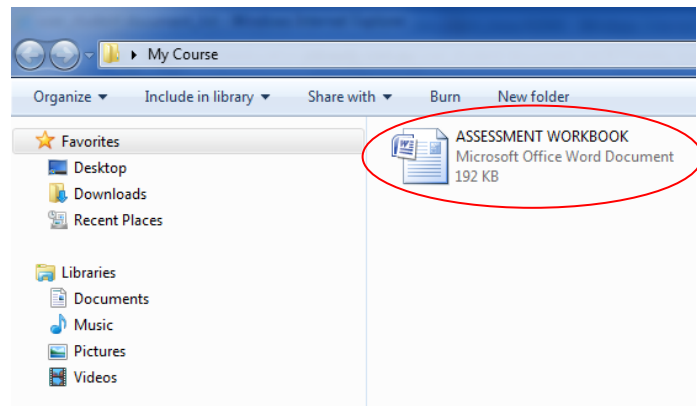 My Course
Organize Include in library Share with Burn New folder
Favorites
Desktop
Downloads
Recent Places
Libraries
Documents
Music
Pictures
Videos
ASSESSMENT WORKBOOK
Microsoft Office Word Document
192 KB